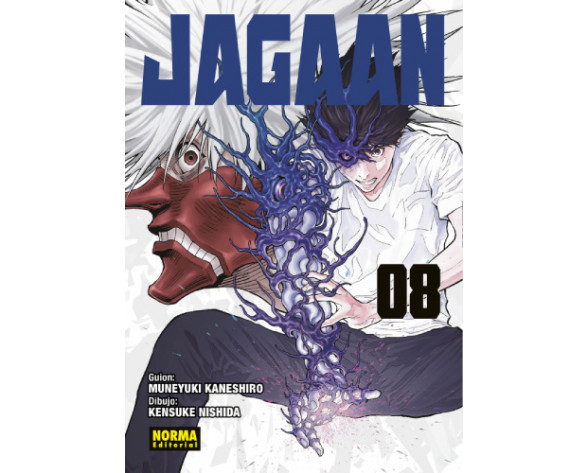 JAGAAN
08
Guion:
MUNEYUKI KANESHIRO
Dibujo:
KENSUKE NISHIDA
NORMA
Editorial